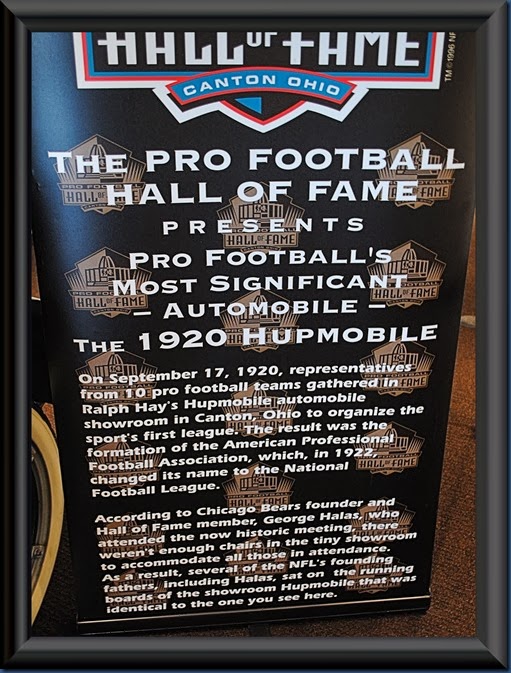 HALL OF FAME
CANTON OHIO
TM ©1996 NF
THE PRO FOOTBALL
HALL OF FAME
PRESENTS
PRO FOOTBALL'S
MOST SIGNIFICANT
– AUTOMOBILE –
THE 1920 HUPMOBILE
On September 17, 1920, representatives
from 10 pro football teams gathered in
Ralph Hay's Hupmobile automobile
showroom in Canton, Ohio to organize the
sport's first league. The result was the
formation of the American Professional
Football Association, which, in 1922,
changed its name to the National
Football League.
According to Chicago Bears founder and
Hall of Fame member, George Halas, who
attended the now historic meeting, there
weren't enough chairs in the tiny showroom
to accommodate all those in attendance.
As a result, several of the NFL's founding
fathers, including Halas, sat on the running
boards of the showroom Hupmobile that was
identical to the one you see here.